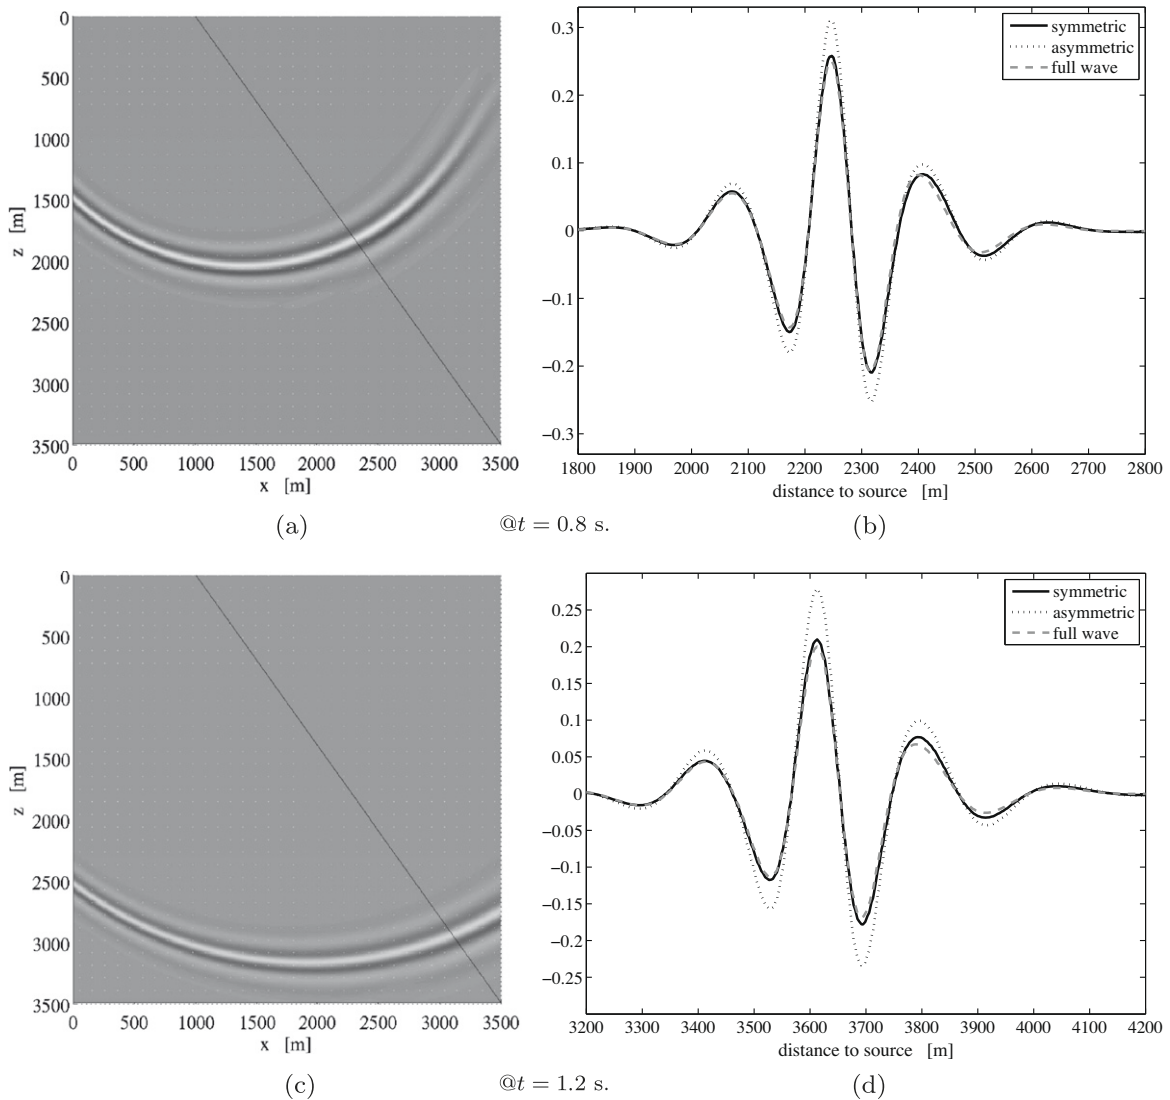 0
500
1000
1500
2000
2500
3000
3500
z [m]
0 500 1000 1500 2000 2500 3000 3500
x [m]
(a)
0.3
0.2
0.1
0
−0.1
−0.2
−0.3
symmetric
asymmetric
full wave
1800 1900 2000 2100 2200 2300 2400 2500 2600 2700 2800
distance to source [m]
(b)
@t = 0.8 s.
0
500
1000
1500
2000
2500
3000
3500
z [m]
0 500 1000 1500 2000 2500 3000 3500
x [m]
(c)
0.25
0.2
0.15
0.1
0.05
0
−0.05
−0.1
−0.15
−0.2
−0.25
symmetric
asymmetric
full wave
3200 3300 3400 3500 3600 3700 3800 3900 4000 4100 4200
distance to source [m]
(d)
@t = 1.2 s.